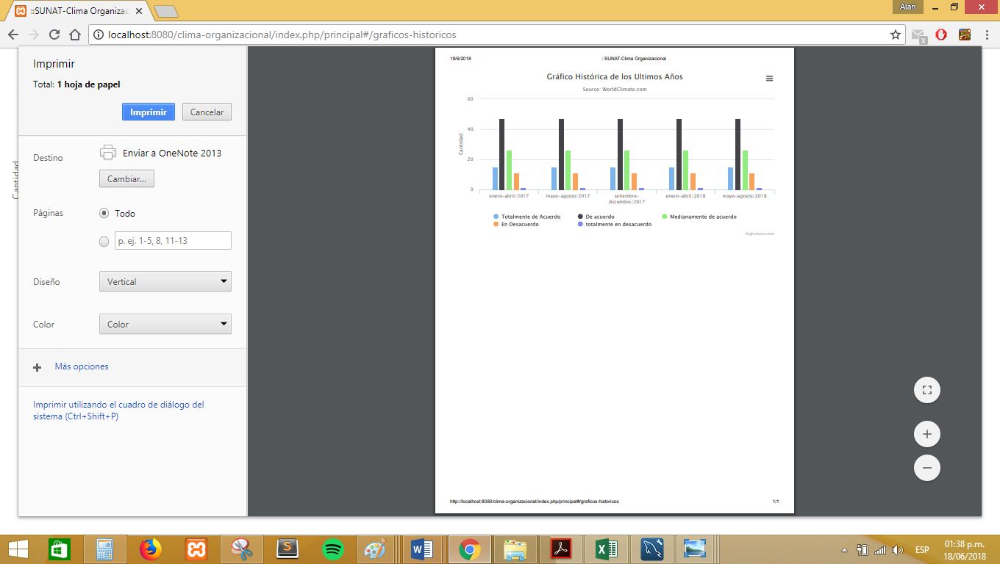 ::SUNAT-Clima Organizac
Alan
localhost:8080/clima-organizacional/index.php/principal#/graficos-historicos
Imprimir
Total: 1 hoja de papel
Imprimir
Cancelar
Destino
Enviar a OneNote 2013
Cambiar...
Páginas
Todo
p. ej. 1-5, 8, 11-13
Diseño
Vertical
Color
Color
Más opciones
Imprimir utilizando el cuadro de diálogo del
sistema (Ctrl+Shift+P)
Cantidad
18/6/2018
::SUNAT-Clima Organizacional
Gráfico Histórica de los Ultimos Años
Source: WorldClimate.com
Cantidad
60
40
20
0
enero-abril/2017
mayo-agosto/2017
setiembre-
diciembre/2017
enero-abril/2018
mayo-agosto/2018
Totalmente de Acuerdo
De acuerdo
Medianamente de acuerdo
En Desacuerdo
totalmente en desacuerdo
Highcharts.com
http://localhost:8080/clima-organizacional/index.php/principal#/graficos-historicos
1/1
ESP
01:38 p.m.
18/06/2018